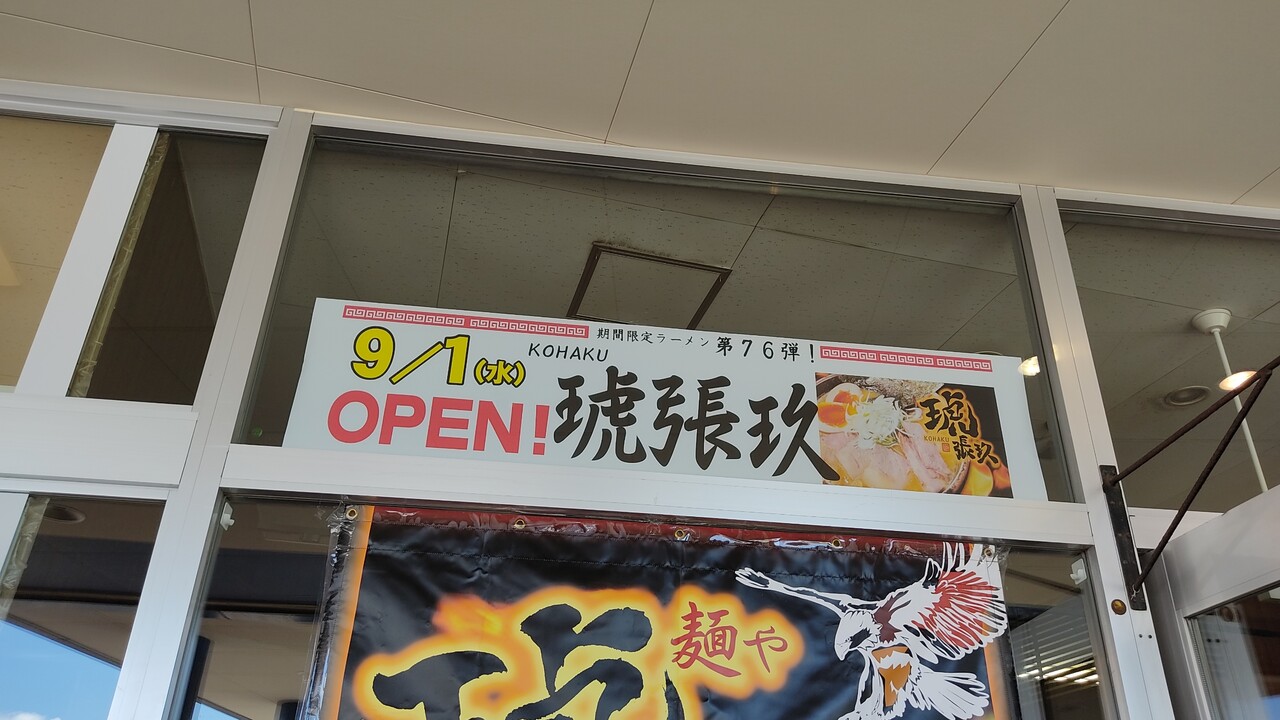 期間限定ラーメン 第76弾!
9/1(水)
KOHAKU
OPEN!
琥張玖
琥
KOHAKU
張玖
麺や